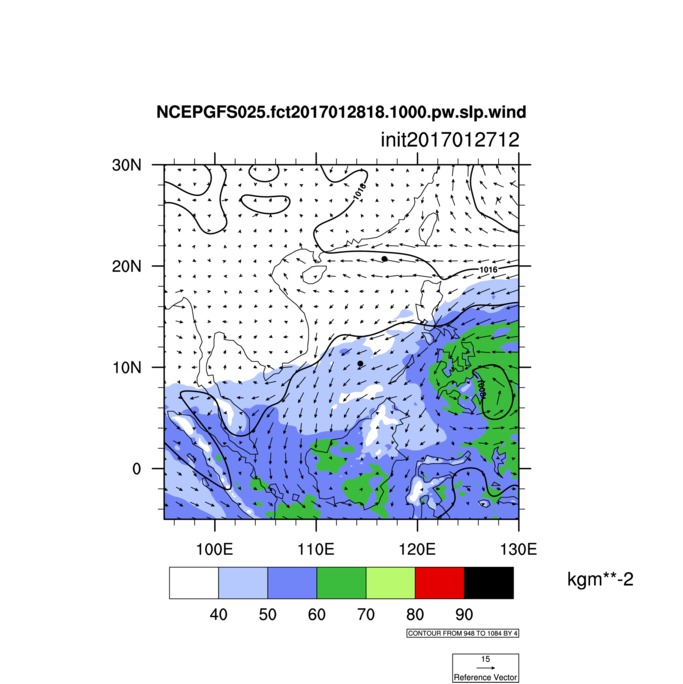 NCEPGFS025.fct2017012818.1000.pw.slp.wind
init2017012712
30N
1016
20N
1016
10N
1008
0
100E 110E 120E 130E
kgm**-2
40 50 60 70 80 90
CONTOUR FROM 948 TO 1084 BY 4
15
Reference Vector